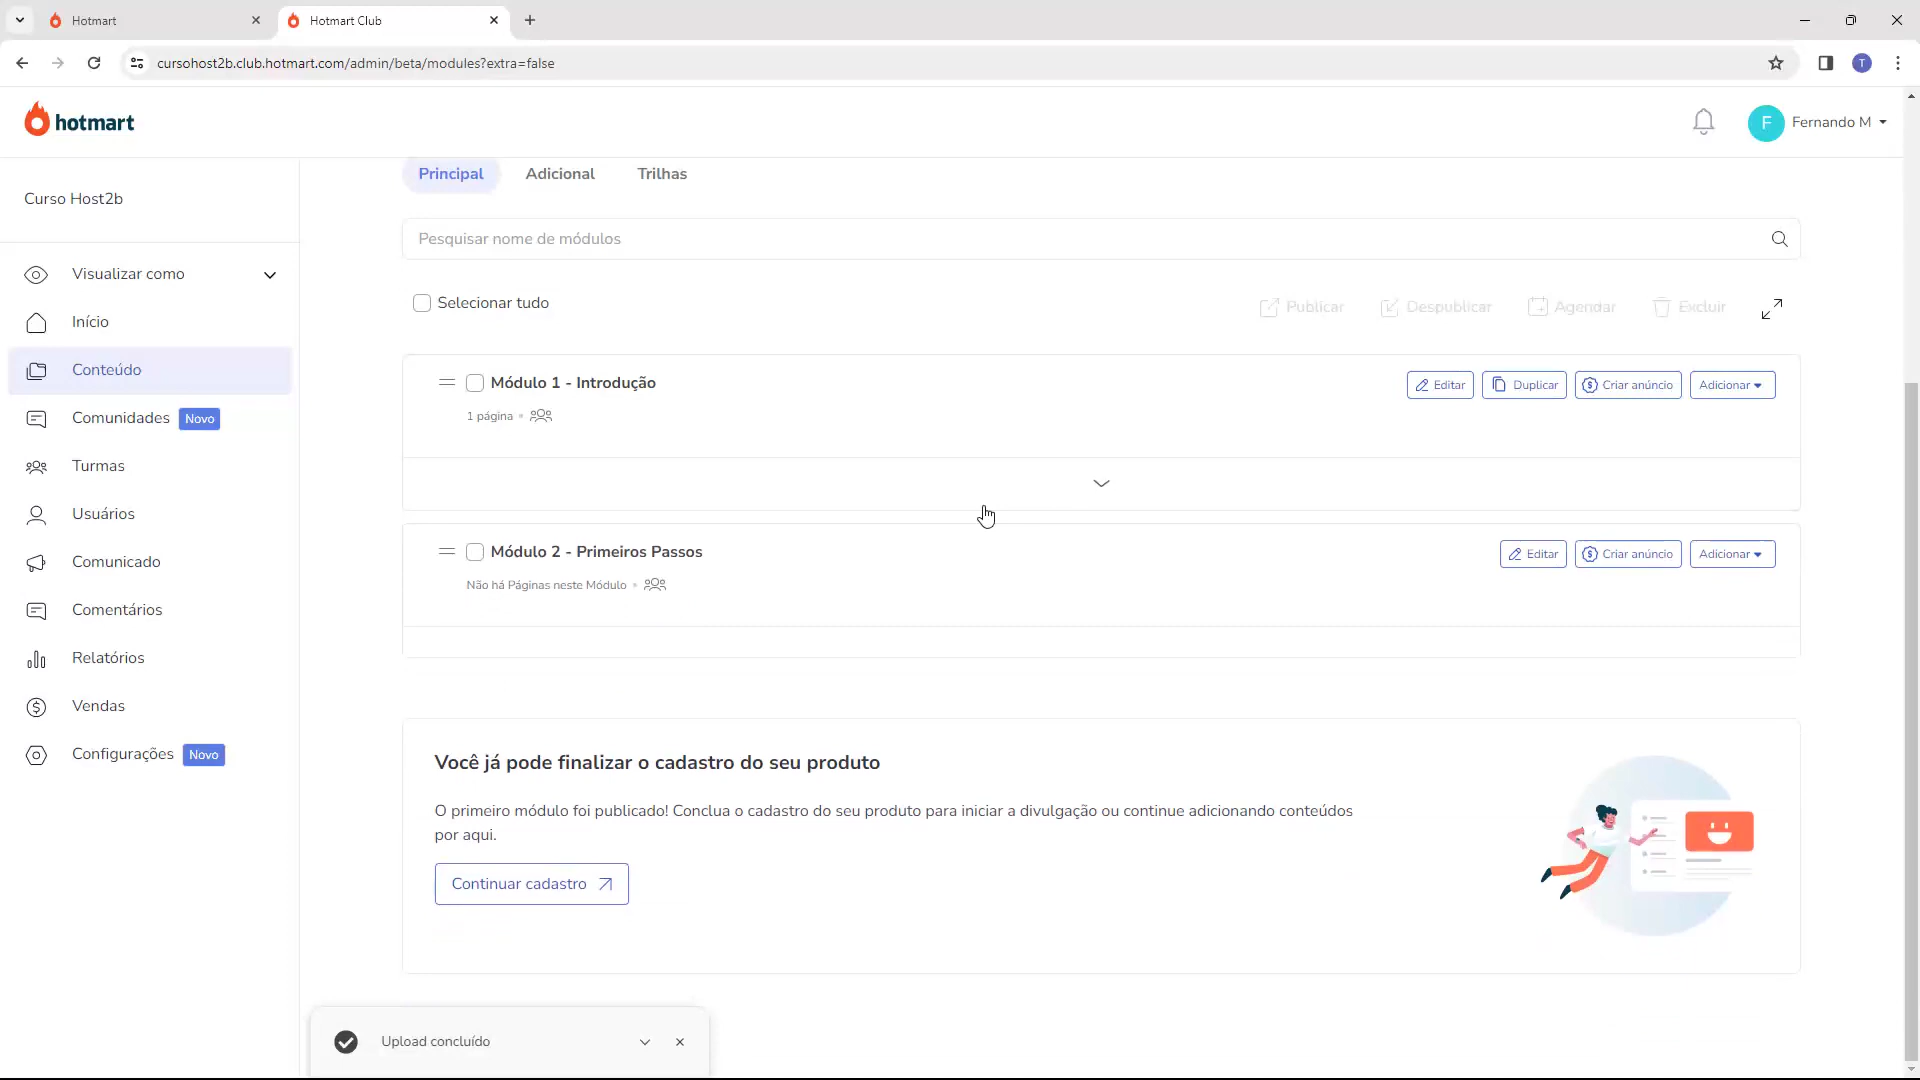 Hotmart
Hotmart Club
cursohost2b.club.hotmart.com/admin/beta/modules?extra=false
T
hotmart
F
Fernando M
Curso Host2b
Principal
Adicional
Trilhas
Pesquisar nome de módulos
Visualizar como
Início
Conteúdo
Comunidades Novo
Turmas
Usuários
Comunicado
Comentários
Relatórios
Vendas
Configurações Novo
Selecionar tudo
Publicar
Despublicar
Agendar
Excluir
Módulo 1 - Introdução
Editar
Duplicar
Criar anúncio
Adicionar
1 página
Módulo 2 - Primeiros Passos
Editar
Criar anúncio
Adicionar
Não há Páginas neste Módulo
Você já pode finalizar o cadastro do seu produto
O primeiro módulo foi publicado! Conclua o cadastro do seu produto para iniciar a divulgação ou continue adicionando conteúdos
por aqui.
Continuar cadastro
Upload concluído